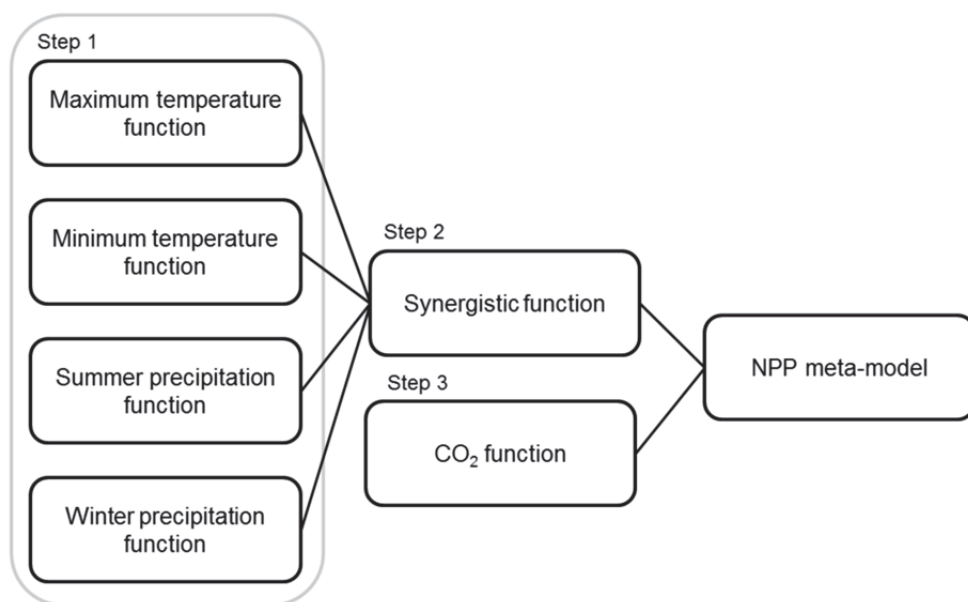 Step 1
Maximum temperature
function
Minimum temperature
function
Summer precipitation
function
Winter precipitation
function
Step 2
Synergistic function
Step 3
CO₂ function
NPP meta-model